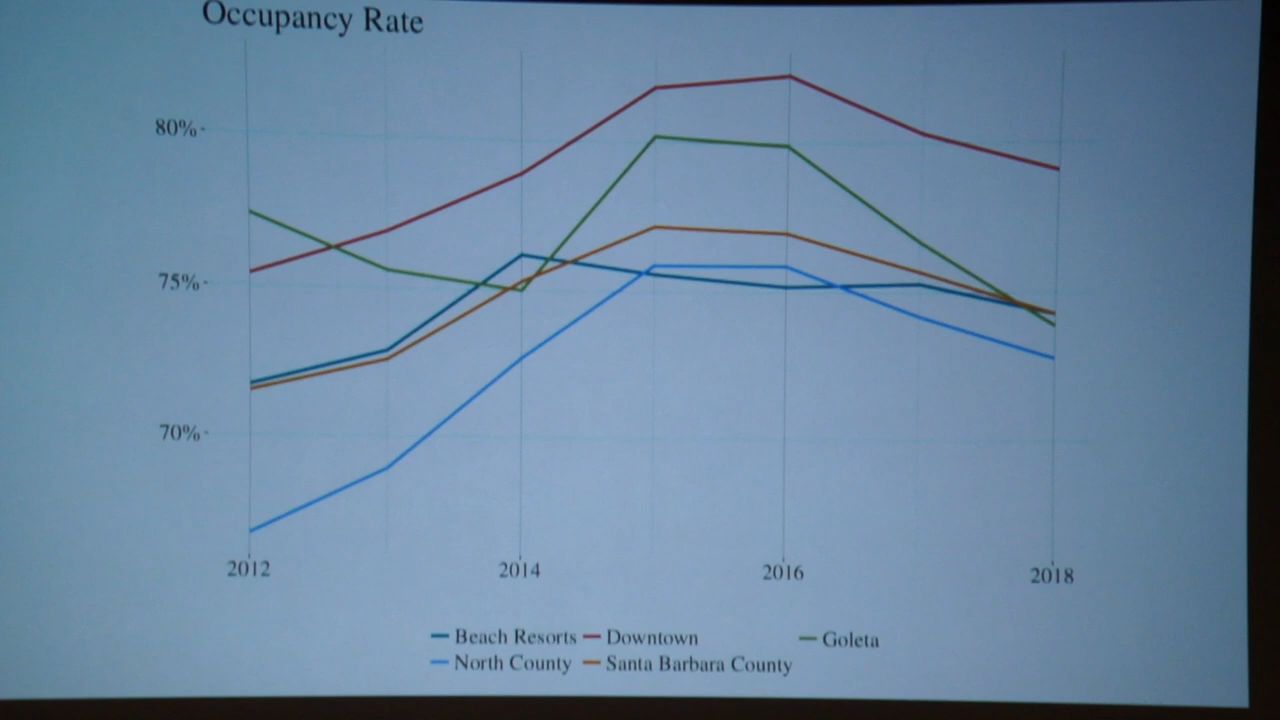 Occupancy Rate
80%
75%
70%
2012 2014 2016 2018
Beach Resorts Downtown Goleta
North County Santa Barbara County